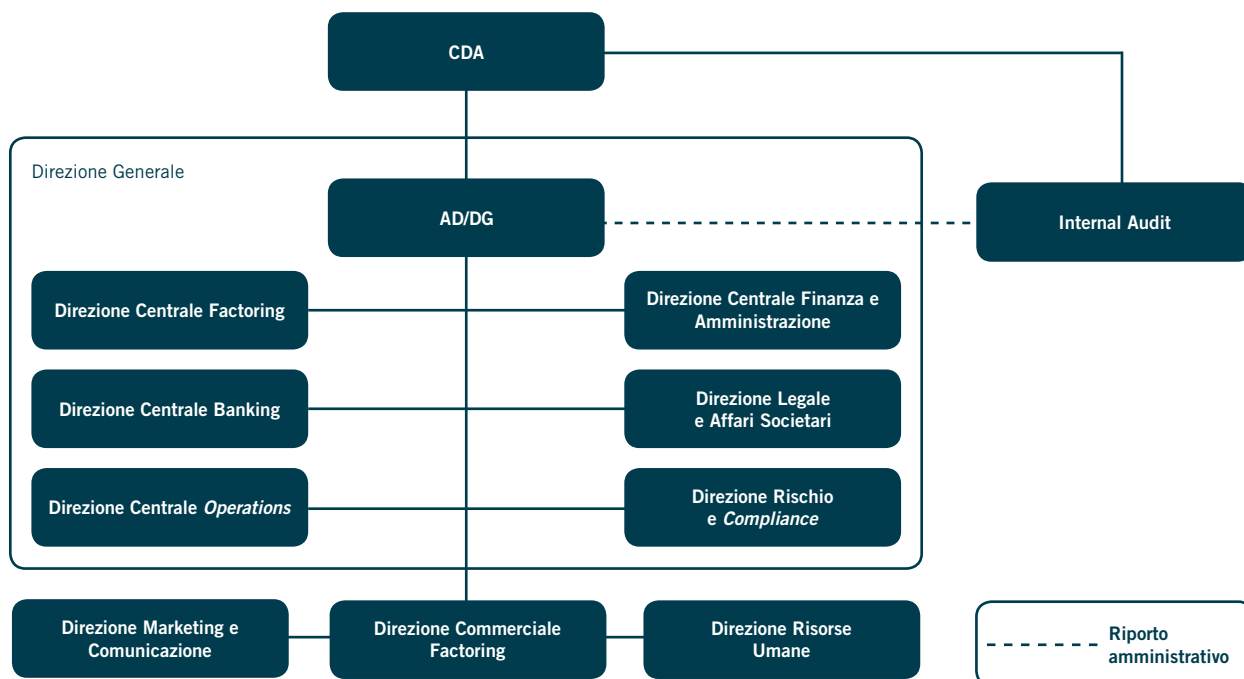 CDA
Direzione Generale
AD/DG
Internal Audit
Direzione Centrale Factoring
Direzione Centrale Finanza e
Amministrazione
Direzione Centrale Banking
Direzione Legale
e Affari Societari
Direzione Centrale Operations
Direzione Rischio
e Compliance
Direzione Marketing e
Comunicazione
Direzione Commerciale
Factoring
Direzione Risorse
Umane
Riporto
amministrativo